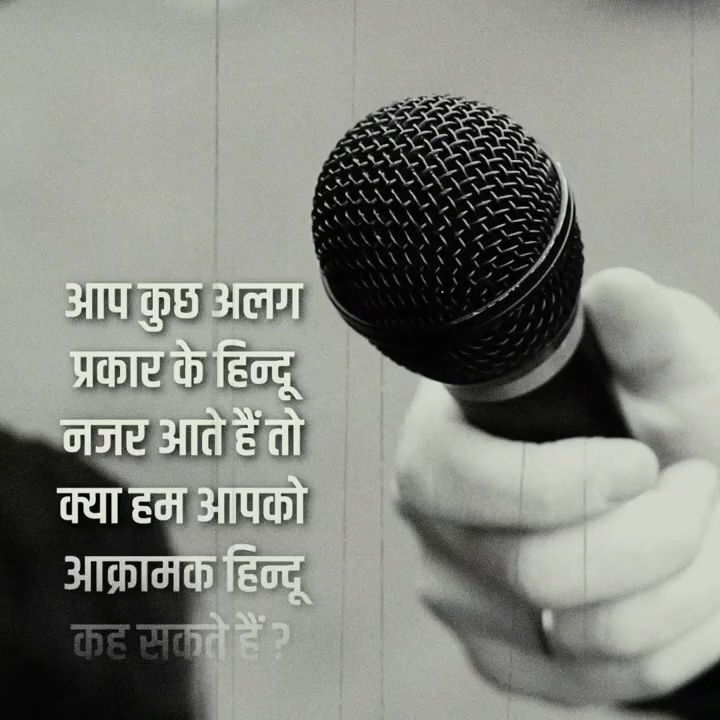 आप कुछ अलग
प्रकार के हिन्दू
नजर आते हैं तो
क्या हम आपको
आक्रामक हिन्दू
कह सकते हैं ?